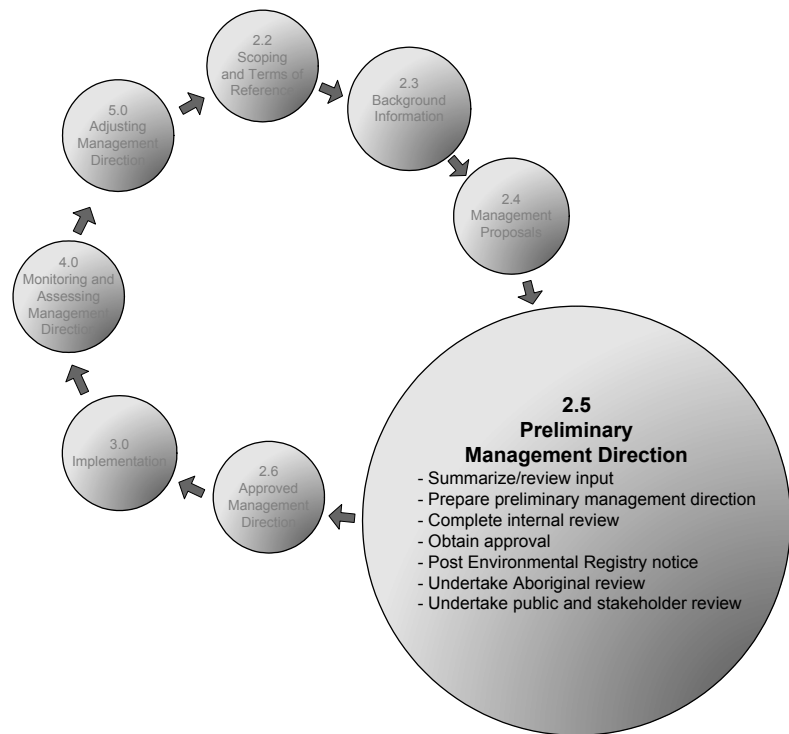 2.2
Scoping
and Terms of
Reference
2.3
Background
Information
2.4
Management
Proposals
2.5
Preliminary
Management Direction
- Summarize/review input
- Prepare preliminary management direction
- Complete internal review
- Obtain approval
- Post Environmental Registry notice
- Undertake Aboriginal review
- Undertake public and stakeholder review
2.6
Approved
Management
Direction
3.0
Implementation
4.0
Monitoring and
Assessing
Management
Direction
5.0
Adjusting
Management
Direction